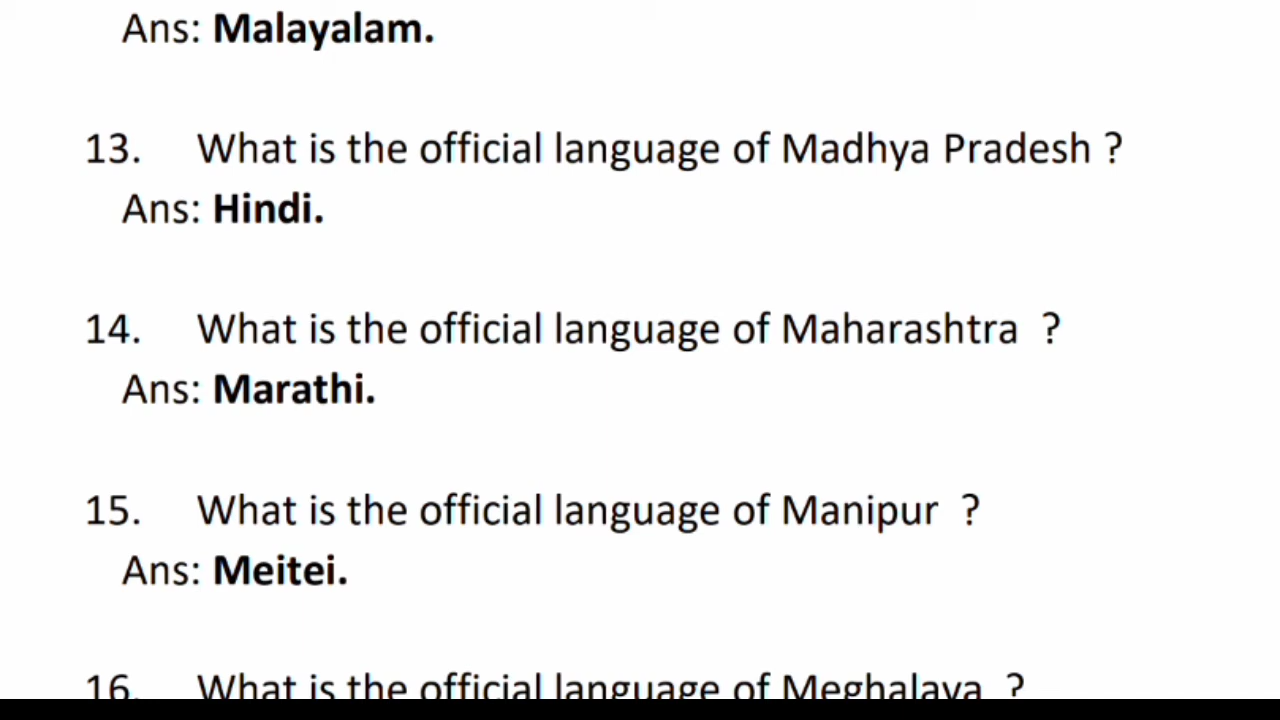 Ans: Malayalam.
13. What is the official language of Madhya Pradesh ?
Ans: Hindi.
14. What is the official language of Maharashtra ?
Ans: Marathi.
15. What is the official language of Manipur ?
Ans: Meitei.
16. What is the official language of Meghalaya ?